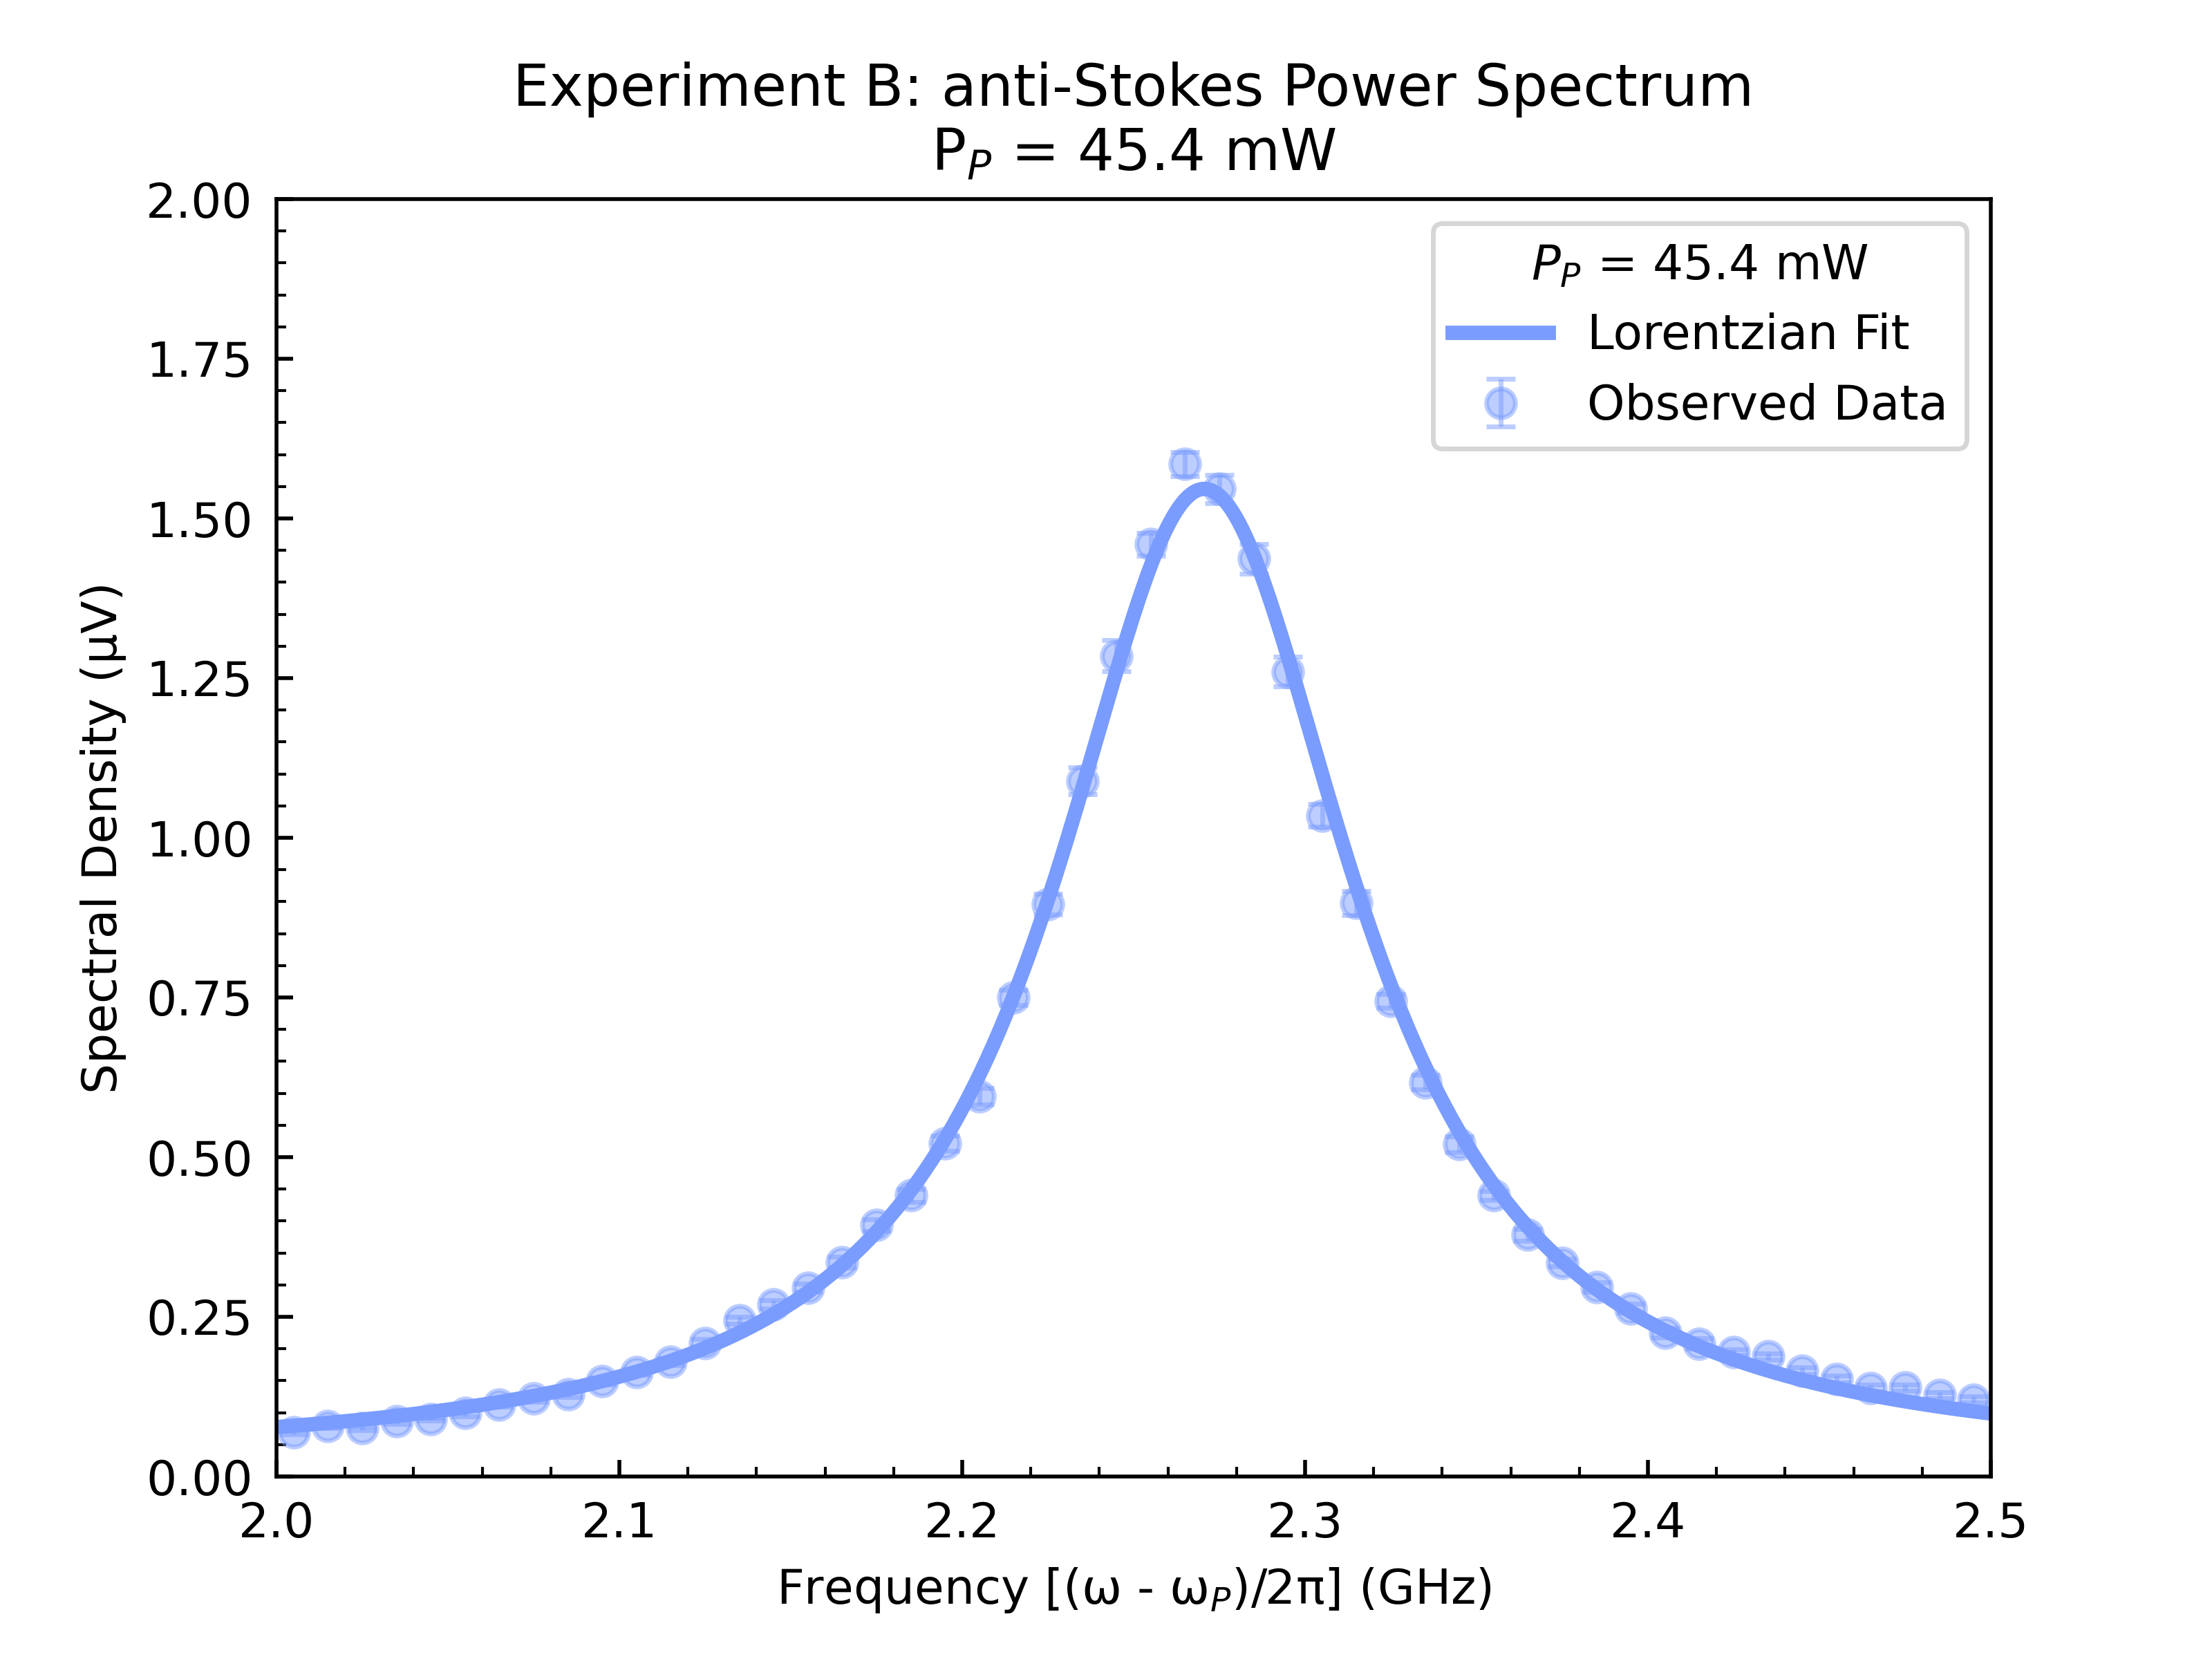 Experiment B: anti-Stokes Power Spectrum
P_P = 45.4 mW
P_P = 45.4 mW
Lorentzian Fit
Observed Data
Spectral Density (μV)
2.00
1.75
1.50
1.25
1.00
0.75
0.50
0.25
0.00
2.0 2.1 2.2 2.3 2.4 2.5
Frequency [(ω - ω_P)/2π] (GHz)